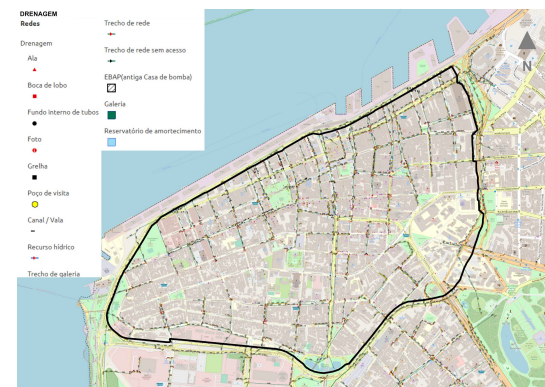 DRENAGEM
Redes
Drenagem
Ala
Boca de lobo
Fundo interno de tubos
Foto
Grelha
Poço de visita
Canal / Vala
Recurso hídrico
Trecho de galeria
Trecho de rede
Trecho de rede sem acesso
EBAP(antiga Casa de bomba)
Galeria
Reservatório de amortecimento
N